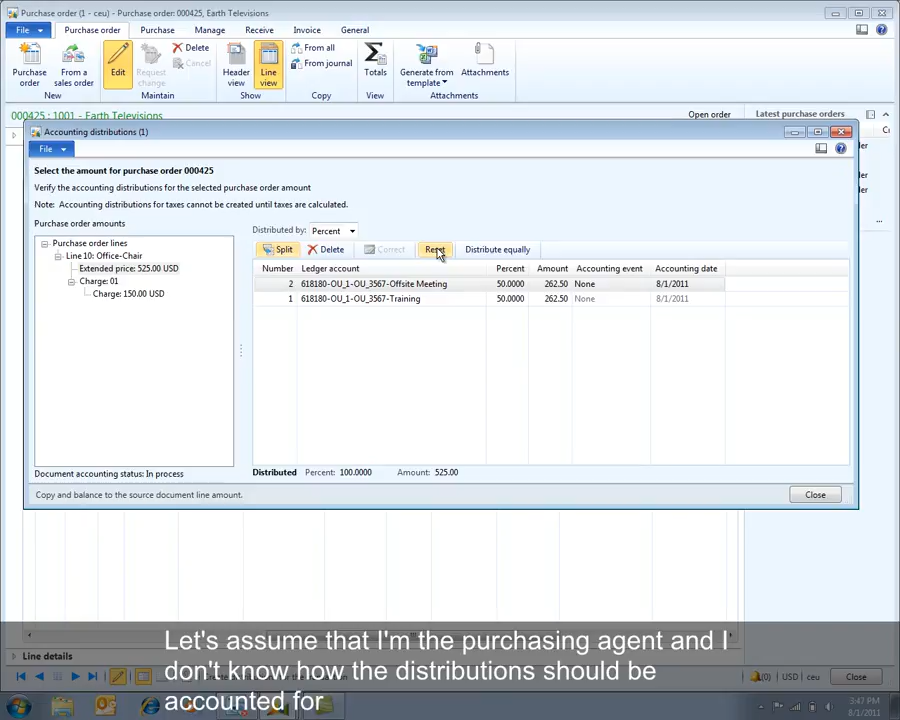 Purchase order (1 - ceu) - Purchase order: 000425, Earth Televisions
File Purchase order Purchase Manage Receive Invoice General
Purchase order
From a sales order
New
Edit
Request change
Delete
Cancel
Maintain
Header view
Line view
Show
From all
From journal
Copy
Totals
View
Generate from template
Attachments
Attachments
000425 : 1001 - Earth Televisions
Open order
Latest purchase orders
Accounting distributions (1)
File
Select the amount for purchase order 000425
Verify the accounting distributions for the selected purchase order amount
Note: Accounting distributions for taxes cannot be created until taxes are calculated.
Purchase order amounts
Purchase order lines
Line 10: Office-Chair
Extended price: 525.00 USD
Charge: 01
Charge: 150.00 USD
Document accounting status: In process
Distributed by: Percent
Split Delete Correct Reset Distribute equally
Number Ledger account Percent Amount Accounting event Accounting date
2 618180-OU_1-OU_3567-Offsite Meeting 50.0000 262.50 None 8/1/2011
1 618180-OU_1-OU_3567-Training 50.0000 262.50 None 8/1/2011
Distributed Percent: 100.0000 Amount: 525.00
Copy and balance to the source document line amount.
Close
Line details
Let's assume that I'm the purchasing agent and I
don't know how the distributions should be
accounted for
(0) USD ceu Close
3:47 PM
8/1/2011